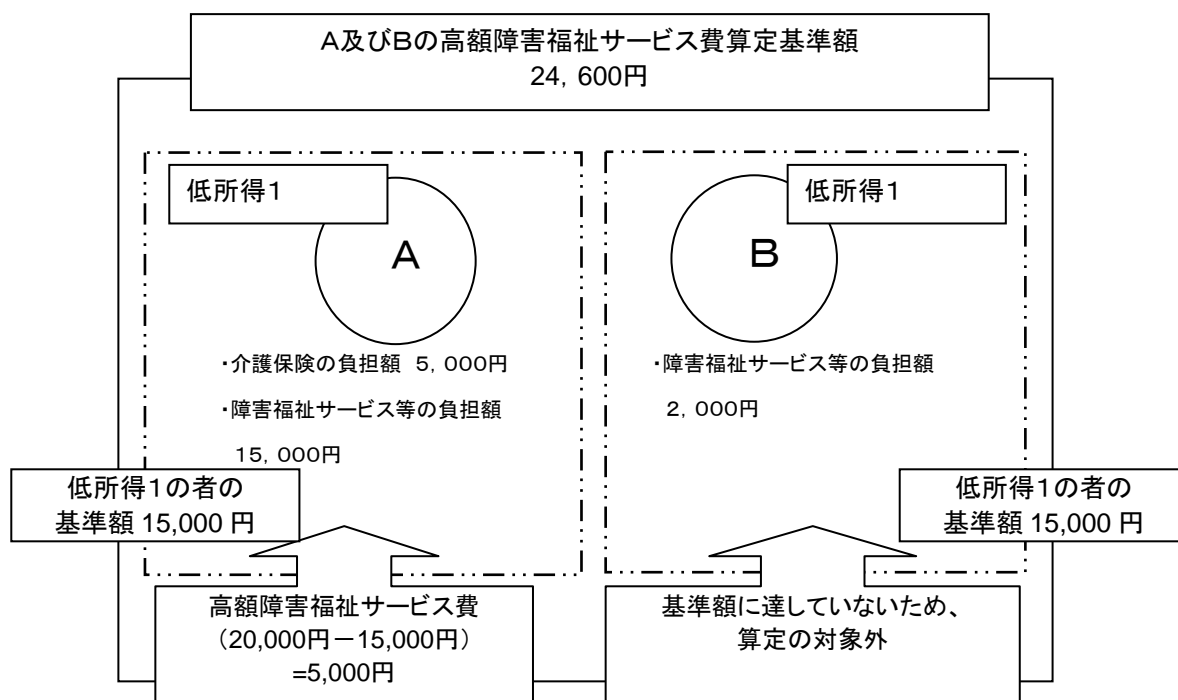 A及びBの高額障害福祉サービス費算定基準額
24,600円
低所得1
A
・介護保険の負担額 5,000円
・障害福祉サービス等の負担額
15,000円
低所得1
B
・障害福祉サービス等の負担額
2,000円
低所得1の者の
基準額 15,000 円
低所得1の者の
基準額 15,000 円
高額障害福祉サービス費
(20,000円-15,000円)
=5,000円
基準額に達していないため、
算定の対象外